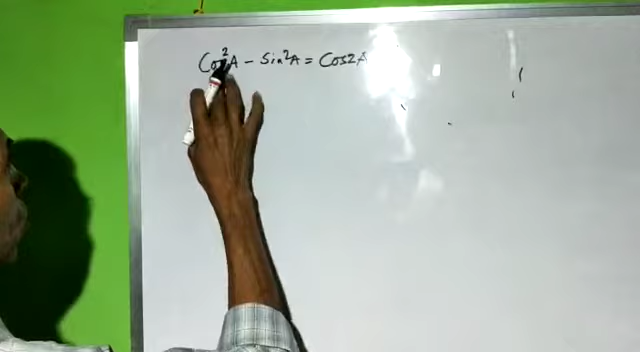 Cos²A - Sin²A = Cos2A